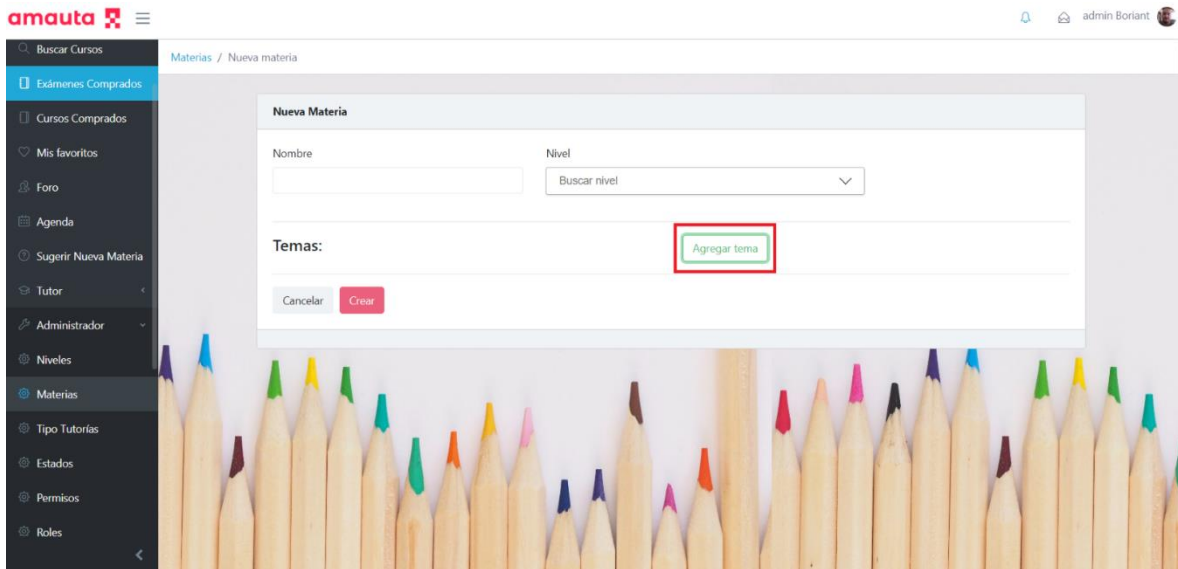 amauta
admin Boriant
Buscar Cursos
Exámenes Comprados
Cursos Comprados
Mis favoritos
Foro
Agenda
Sugerir Nueva Materia
Tutor
Administrador
Niveles
Materias
Tipo Tutorías
Estados
Permisos
Roles
Materias / Nueva materia
Nueva Materia
Nombre
Nivel
Buscar nivel
Temas:
Agregar tema
Cancelar
Crear